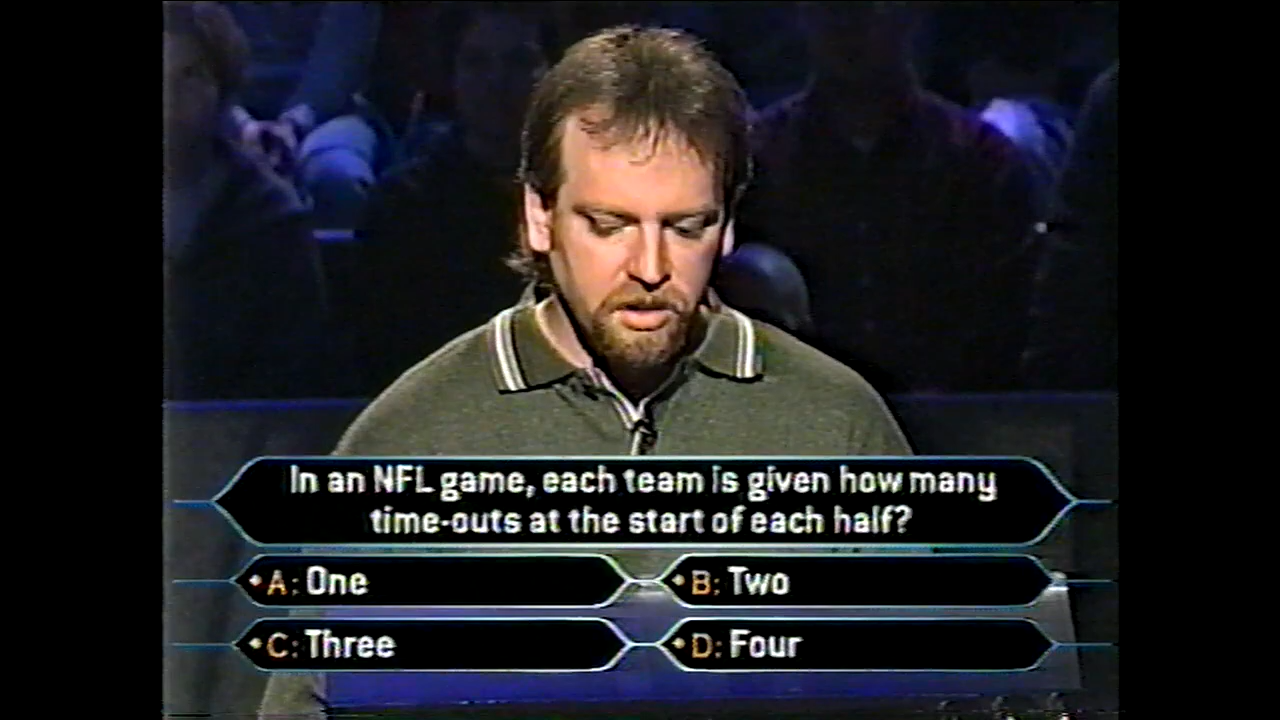 In an NFL game, each team is given how many
time-outs at the start of each half?
A: One
B: Two
C: Three
D: Four